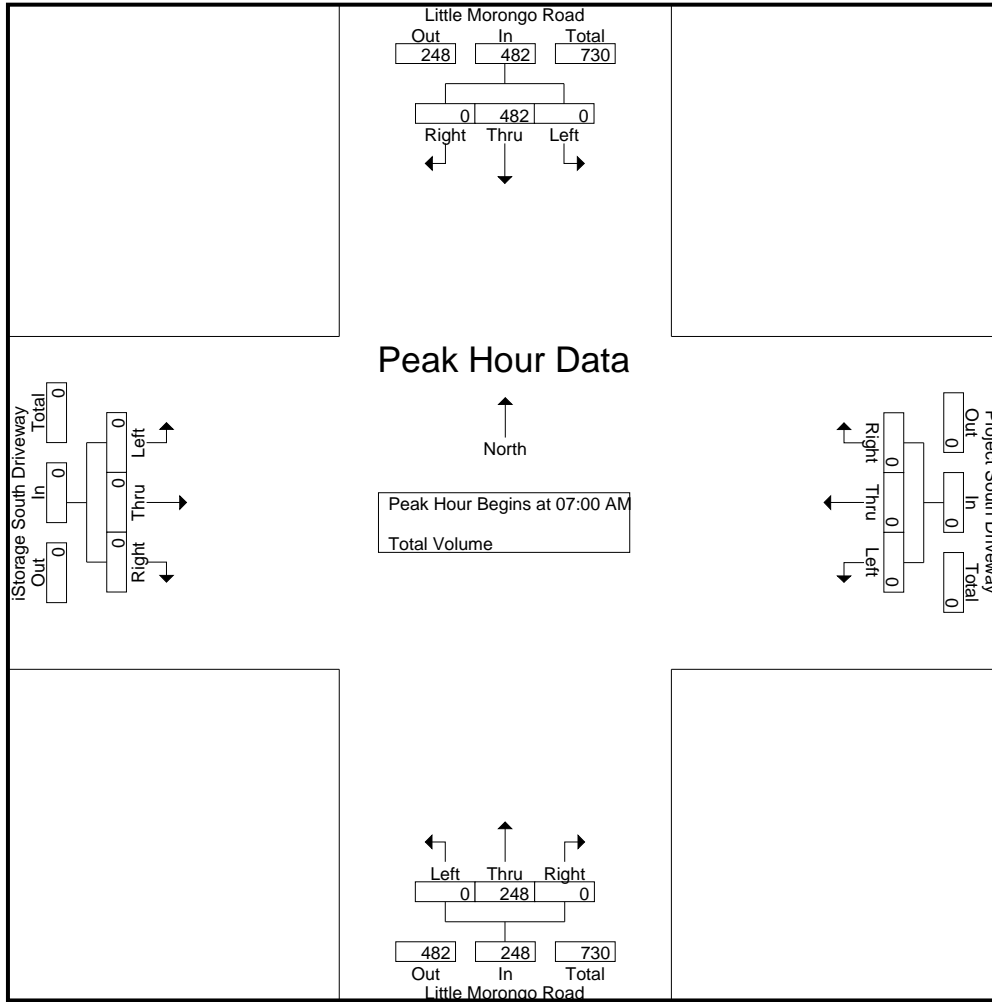 Little Morongo Road
Out In Total
248 482 730
0 482 0
Right Thru Left
Peak Hour Data
North
Peak Hour Begins at 07:00 AM
Total Volume
iStorage South Driveway
Out In Total
0 0 0
0 0 0
Right Thru Left
Project South Driveway
Out In Total
0 0 0
0 0 0
Right Thru Left
Left Thru Right
0 248 0
482 248 730
Out In Total
Little Morongo Road